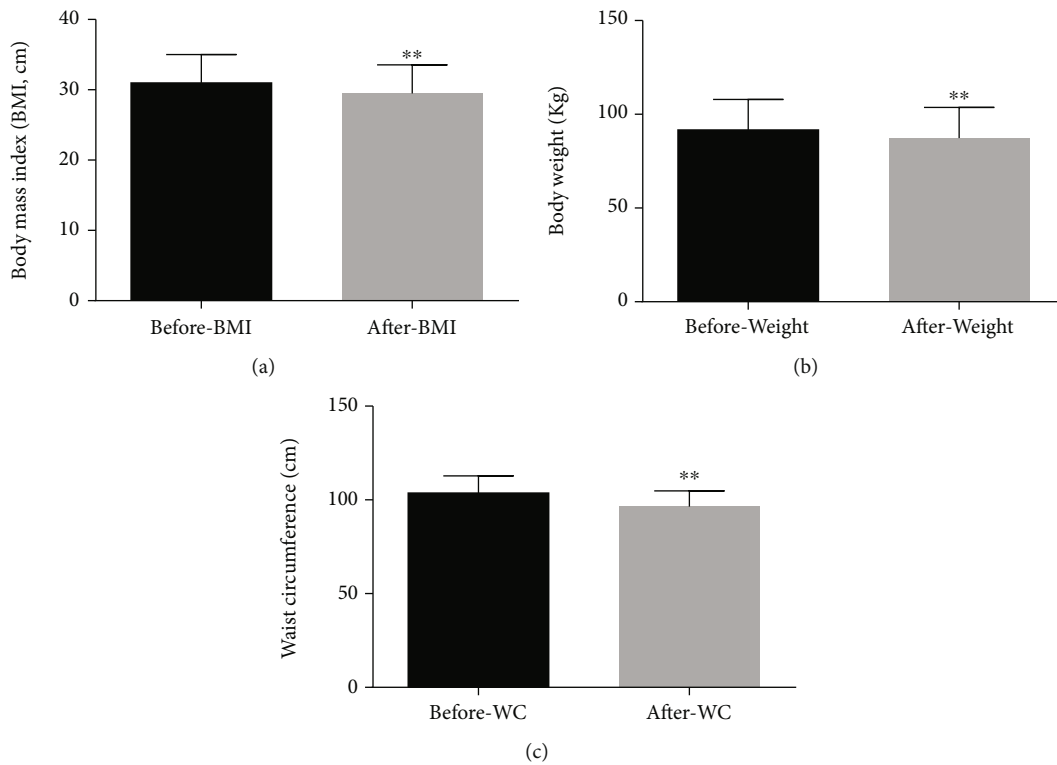 Body mass index (BMI, cm)
40
30
20
10
0
**
Before-BMI
After-BMI
(a)
Body weight (Kg)
150
100
50
0
**
Before-Weight
After-Weight
(b)
Waist circumference (cm)
150
100
50
0
**
Before-WC
After-WC
(c)